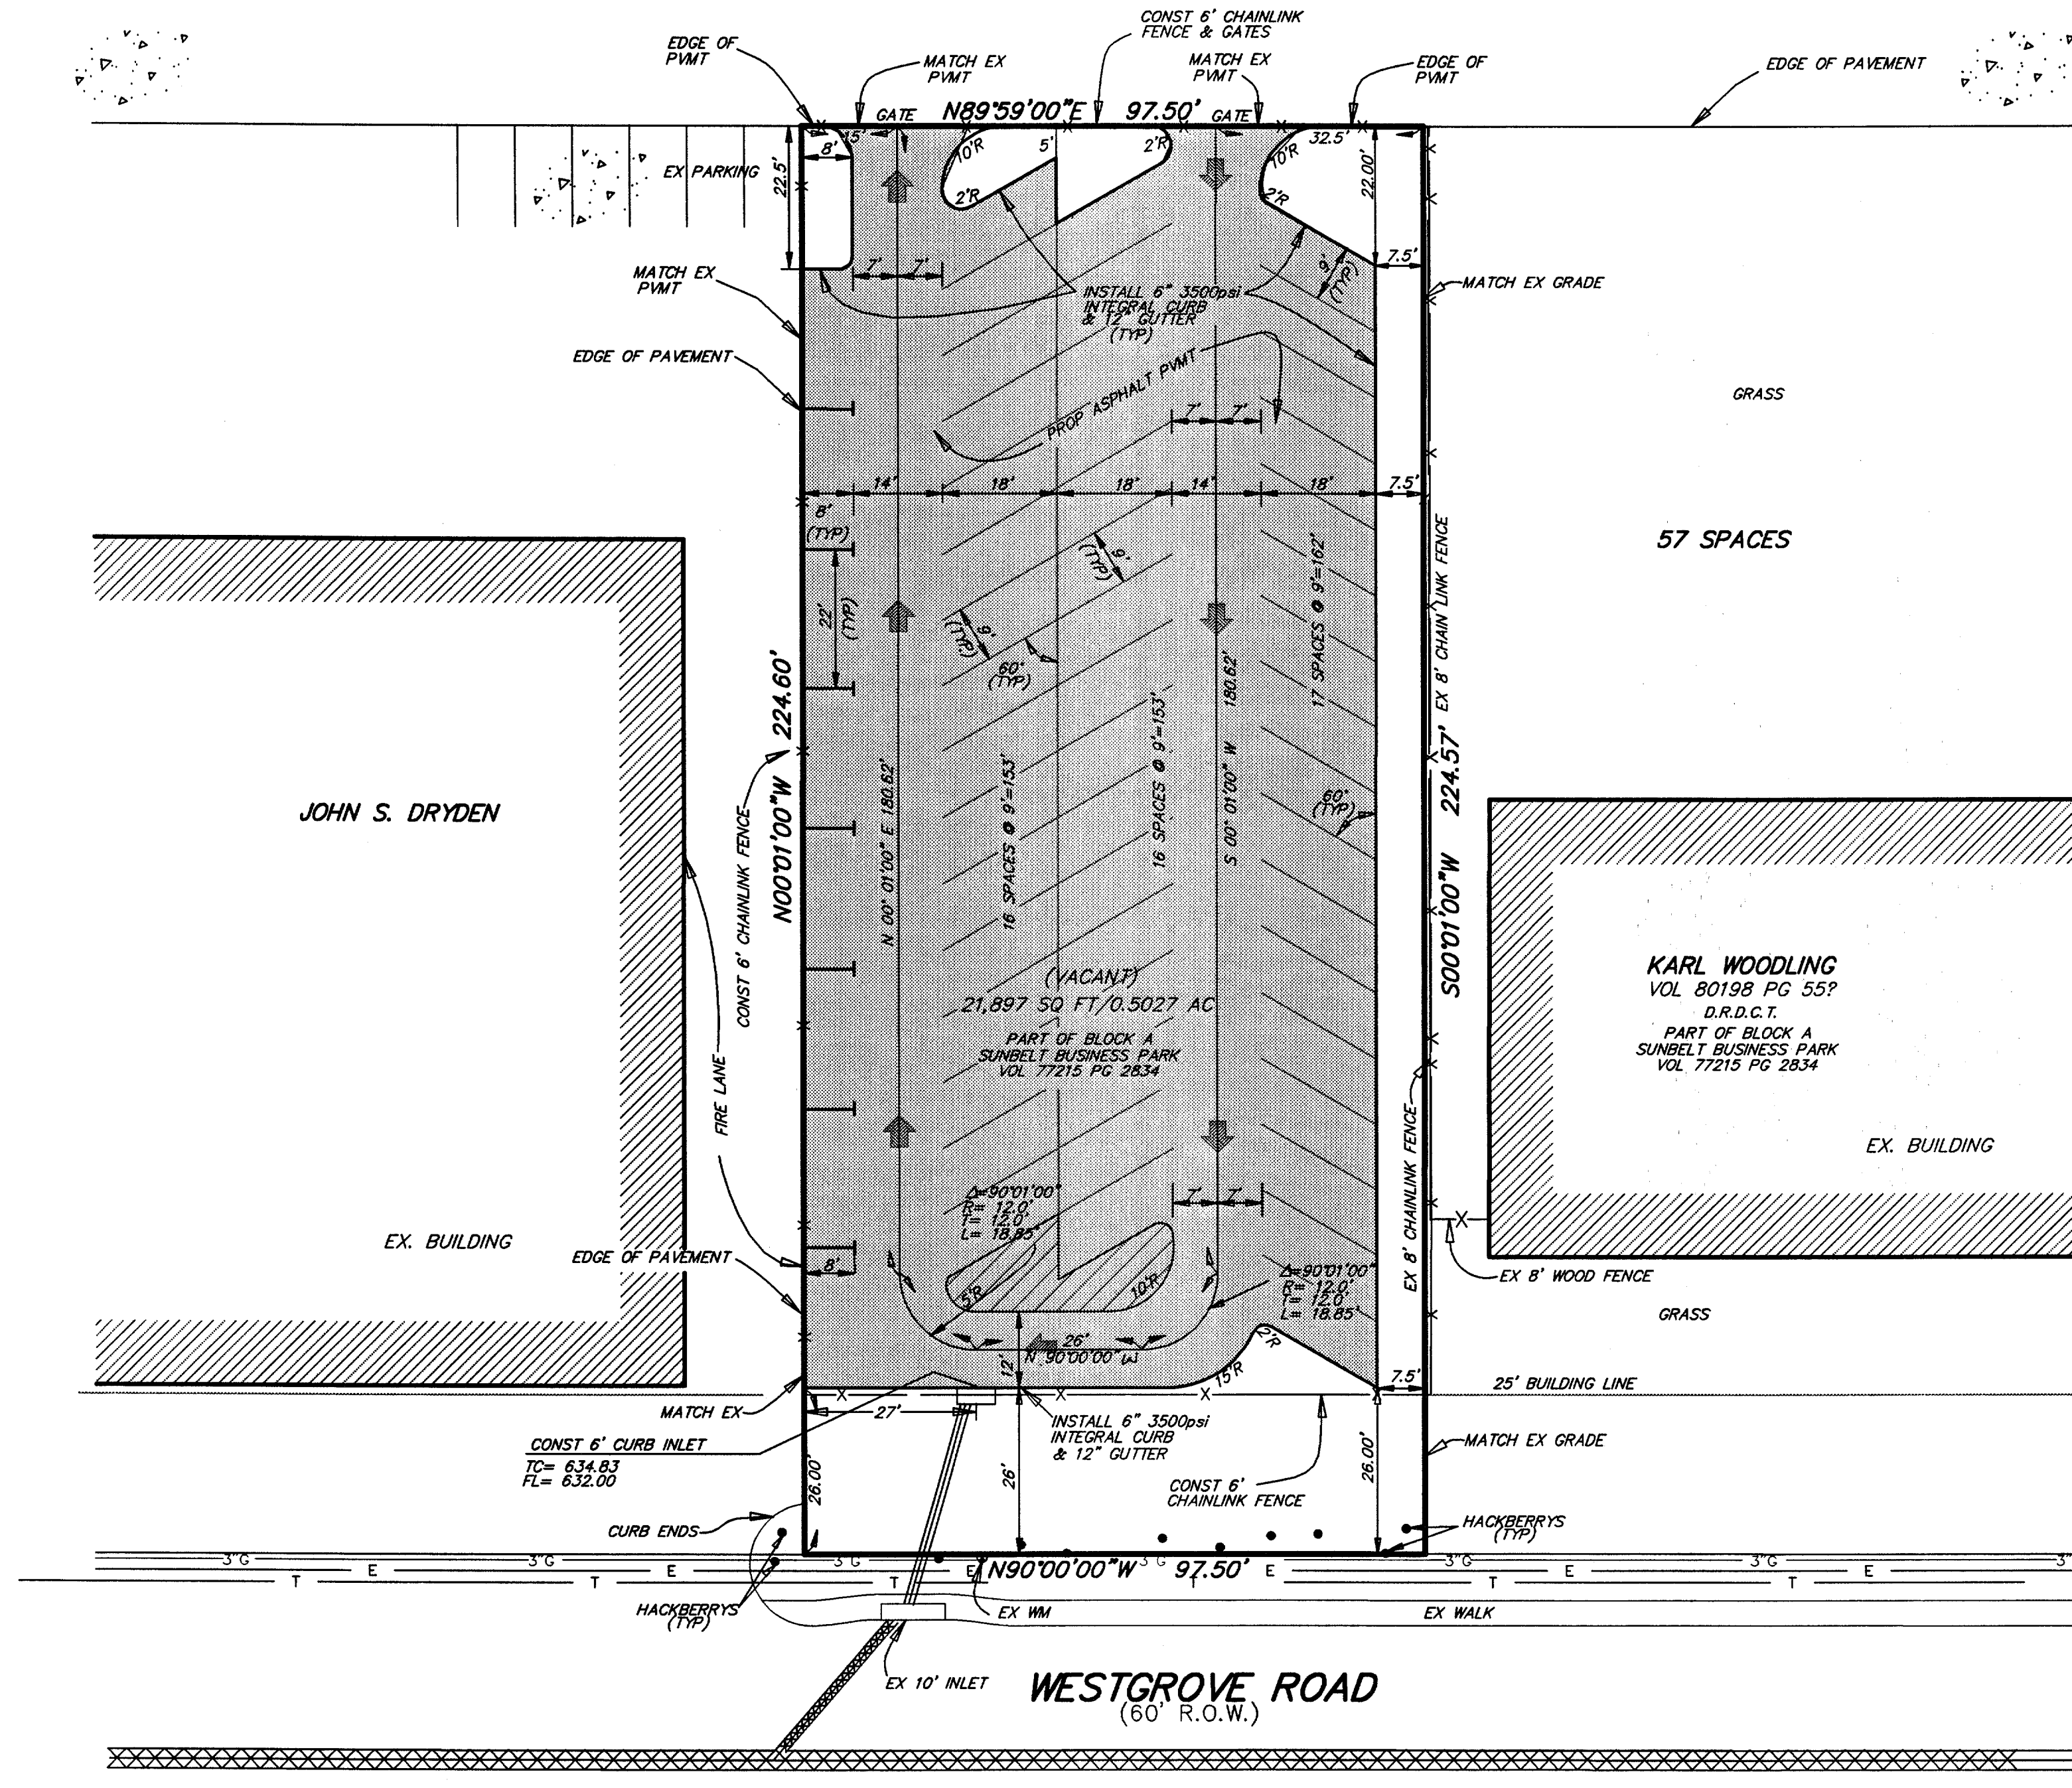 CONST 6' CHAINLINK
FENCE & GATES
EDGE OF
PVMT
MATCH EX
PVMT
MATCH EX
PVMT
EDGE OF
PVMT
EDGE OF PAVEMENT
GATE
N89°59'00"E 97.50'
GATE
15'
8'
22.5'
10'R
2'R
5'
2'R
10'R
2'R
32.5'
22.00'
EX PARKING
7'
7'
7.5'
9'
(TYP)
MATCH EX
PVMT
MATCH EX GRADE
INSTALL 6" 3500psi
INTEGRAL CURB
& 12" GUTTER
(TYP)
EDGE OF PAVEMENT
PROP ASPHALT PVMT
7'
7'
GRASS
14'
18'
18'
14'
18'
7.5'
8'
(TYP)
22'
(TYP)
9'
(TYP)
9'
(TYP)
60°
(TYP)
17 SPACES @ 9'=162'
EX 8' CHAIN LINK FENCE
57 SPACES
N00°01'00"W 224.60'
CONST 6' CHAINLINK FENCE
FIRE LANE
N 00° 01'00" E 180.62'
16 SPACES @ 9'=153'
16 SPACES @ 9'=153'
S 00° 01'00" W 180.62'
60°
(TYP)
S00°01'00"W 224.57'
JOHN S. DRYDEN
EX. BUILDING
(VACANT)
21,897 SQ FT/0.5027 AC
PART OF BLOCK A
SUNBELT BUSINESS PARK
VOL 77215 PG 2834
KARL WOODLING
VOL 80198 PG 55?
D.R.D.C.T.
PART OF BLOCK A
SUNBELT BUSINESS PARK
VOL 77215 PG 2834
EX. BUILDING
EX 8' CHAINLINK FENCE
Δ=90°01'00"
R= 12.0'
T= 12.0'
L= 18.85'
7'
7'
EDGE OF PAVEMENT
8'
5'R
10'R
Δ=90°01'00"
R= 12.0'
T= 12.0'
L= 18.85'
EX 8' WOOD FENCE
GRASS
26'
N 90°00'00" W
12'
2'R
15'R
7.5'
25' BUILDING LINE
MATCH EX
27'
CONST 6' CURB INLET
TC= 634.83
FL= 632.00
INSTALL 6" 3500psi
INTEGRAL CURB
& 12" GUTTER
MATCH EX GRADE
26.00'
26'
26.00'
CONST 6'
CHAINLINK FENCE
CURB ENDS
HACKBERRYS
(TYP)
3"G 3"G 3"G 3"G 3"G 3"G 3"
E E E E E E
N90°00'00"W 97.50'
T T T T T T
HACKBERRYS
(TYP)
EX WM
EX WALK
EX 10' INLET
WESTGROVE ROAD
(60' R.O.W.)